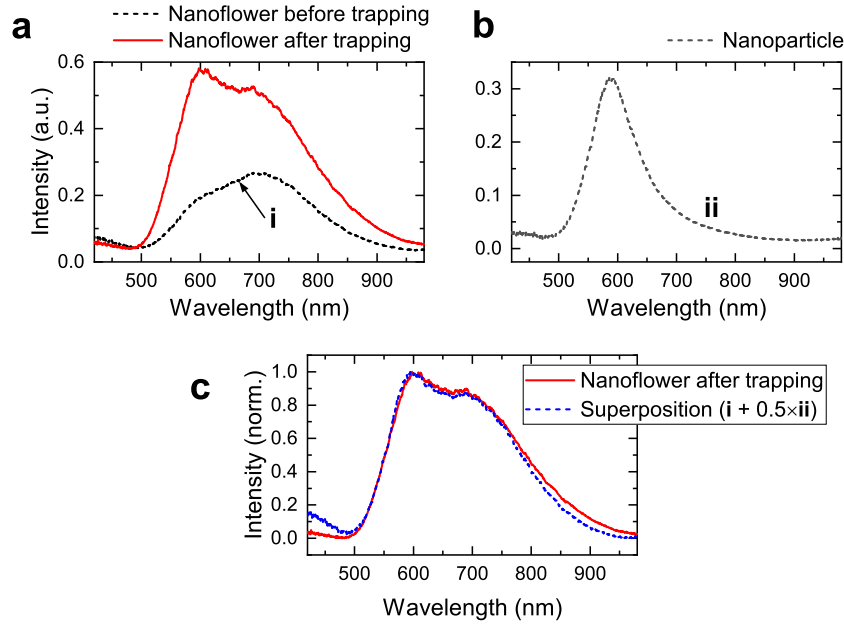 a
Nanoflower before trapping
Nanoflower after trapping
0.6
0.4
0.2
0.0
Intensity (a.u.)
i
500 600 700 800 900
Wavelength (nm)
b
Nanoparticle
0.3
0.2
0.1
0.0
ii
500 600 700 800 900
Wavelength (nm)
c
Nanoflower after trapping
Superposition (i + 0.5×ii)
1.0
0.8
0.6
0.4
0.2
0.0
Intensity (norm.)
500 600 700 800 900
Wavelength (nm)